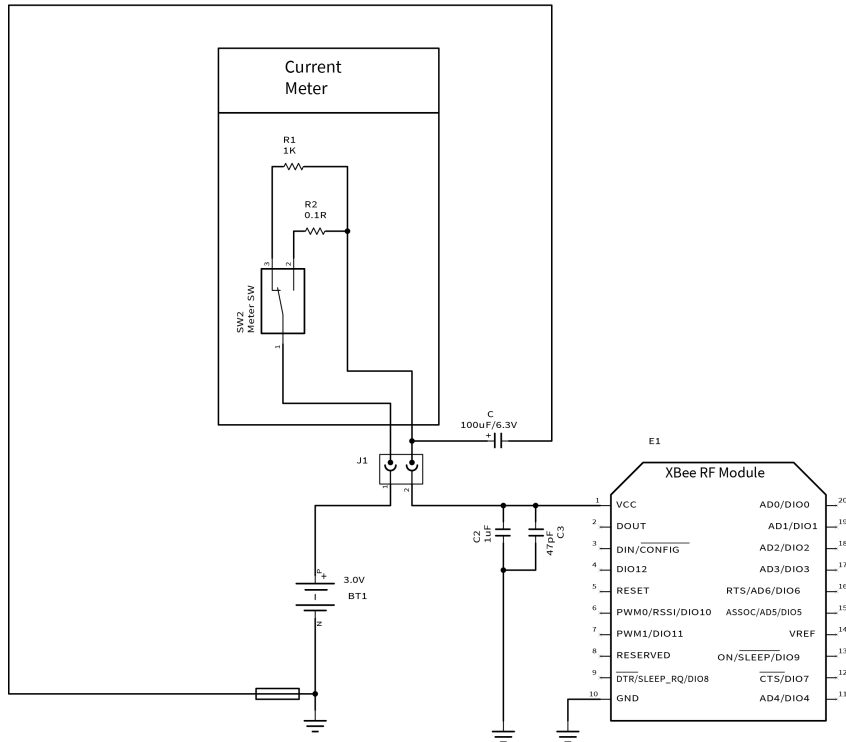 Current
Meter
R1
1K
R2
0.1R
3
2
SW2
Meter SW
1
C
100uF/6.3V
+
J1
1
2
E1
XBee RF Module
1
VCC
AD0/DIO0
20
2
DOUT
AD1/DIO1
19
3
DIN/CONFIG
AD2/DIO2
18
4
DIO12
AD3/DIO3
17
5
RESET
RTS/AD6/DIO6
16
6
PWM0/RSSI/DIO10
ASSOC/AD5/DIO5
15
7
PWM1/DIO11
VREF
14
8
RESERVED
ON/SLEEP/DIO9
13
9
DTR/SLEEP_RQ/DIO8
CTS/DIO7
12
10
GND
AD4/DIO4
11
C2
1uF
47pF
C3
P
+
3.0V
BT1
N